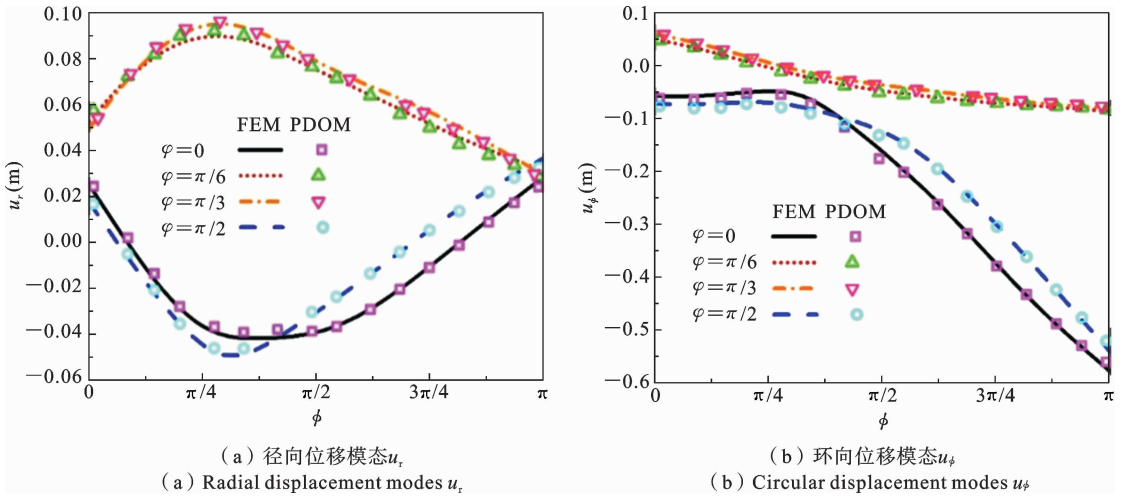 0.10
0.08
0.06
0.04
0.02
0.00
−0.02
−0.04
−0.06
u_r(m)
FEM PDOM
φ=0
φ=π/6
φ=π/3
φ=π/2
0 π/4 π/2 3π/4 π
ϕ
（a）径向位移模态u_r
（a）Radial displacement modes u_r
0.1
0.0
−0.1
−0.2
−0.3
−0.4
−0.5
−0.6
u_ϕ(m)
FEM PDOM
φ=0
φ=π/6
φ=π/3
φ=π/2
0 π/4 π/2 3π/4 π
ϕ
（b）环向位移模态u_ϕ
（b）Circular displacement modes u_ϕ